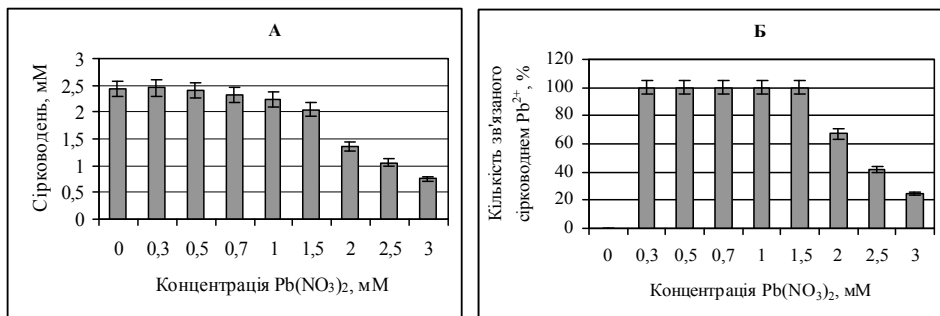 А
Сірководень, мМ
3
2,5
2
1,5
1
0,5
0
0 0,3 0,5 0,7 1 1,5 2 2,5 3
Концентрація Pb(NO₃)₂, мМ
Б
Кількість зв'язаного
сірководнем Pb²⁺, %
120
100
80
60
40
20
0
0 0,3 0,5 0,7 1 1,5 2 2,5 3
Концентрація Pb(NO₃)₂, мМ